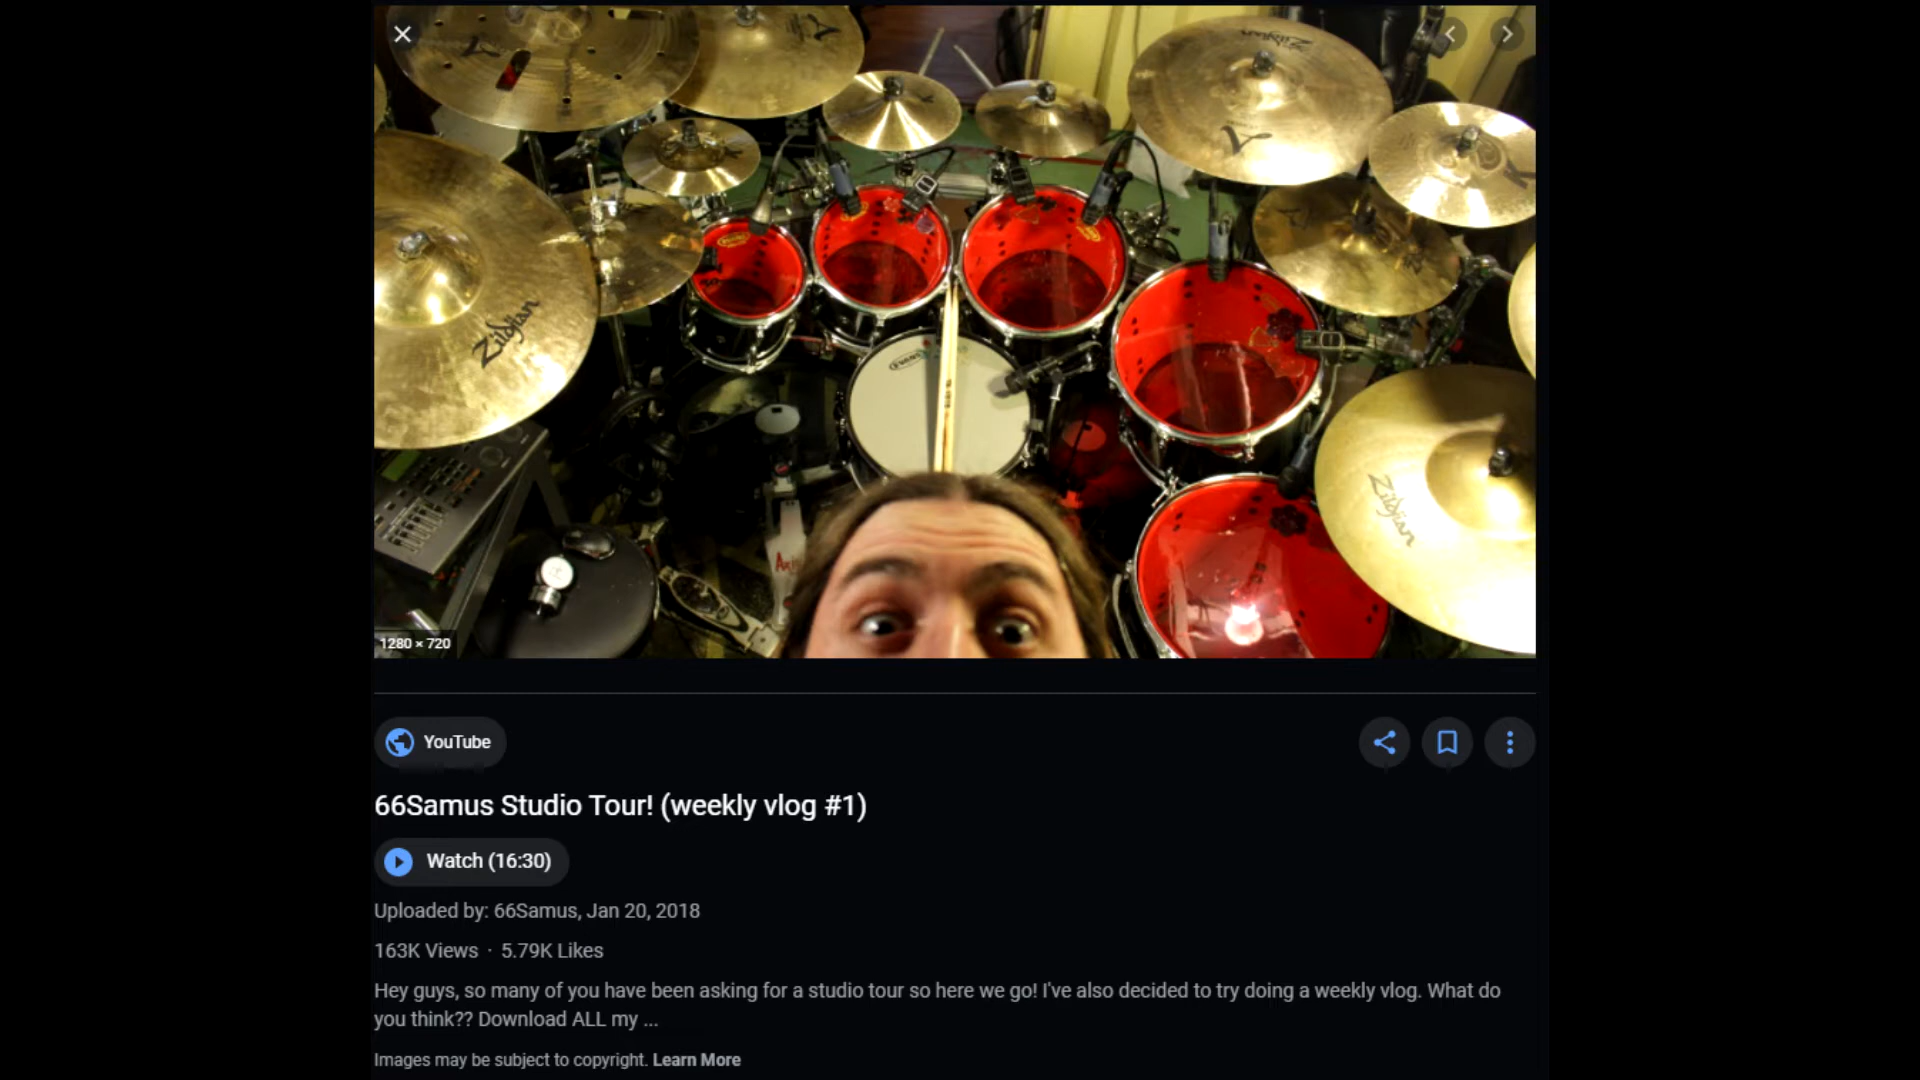 Zildjian
EVANS
Zildjian
Zildjian
1280 × 720
YouTube
66Samus Studio Tour! (weekly vlog #1)
Watch (16:30)
Uploaded by: 66Samus, Jan 20, 2018
163K Views · 5.79K Likes
Hey guys, so many of you have been asking for a studio tour so here we go! I've also decided to try doing a weekly vlog. What do
you think?? Download ALL my ...
Images may be subject to copyright. Learn More